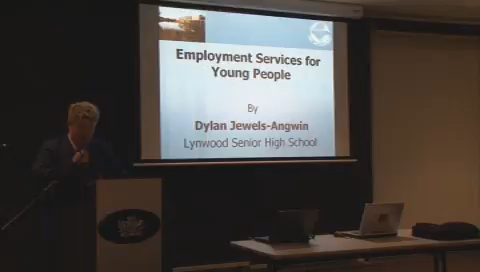 Employment Services for
Young People
By
Dylan Jewels-Angwin
Lynwood Senior High School